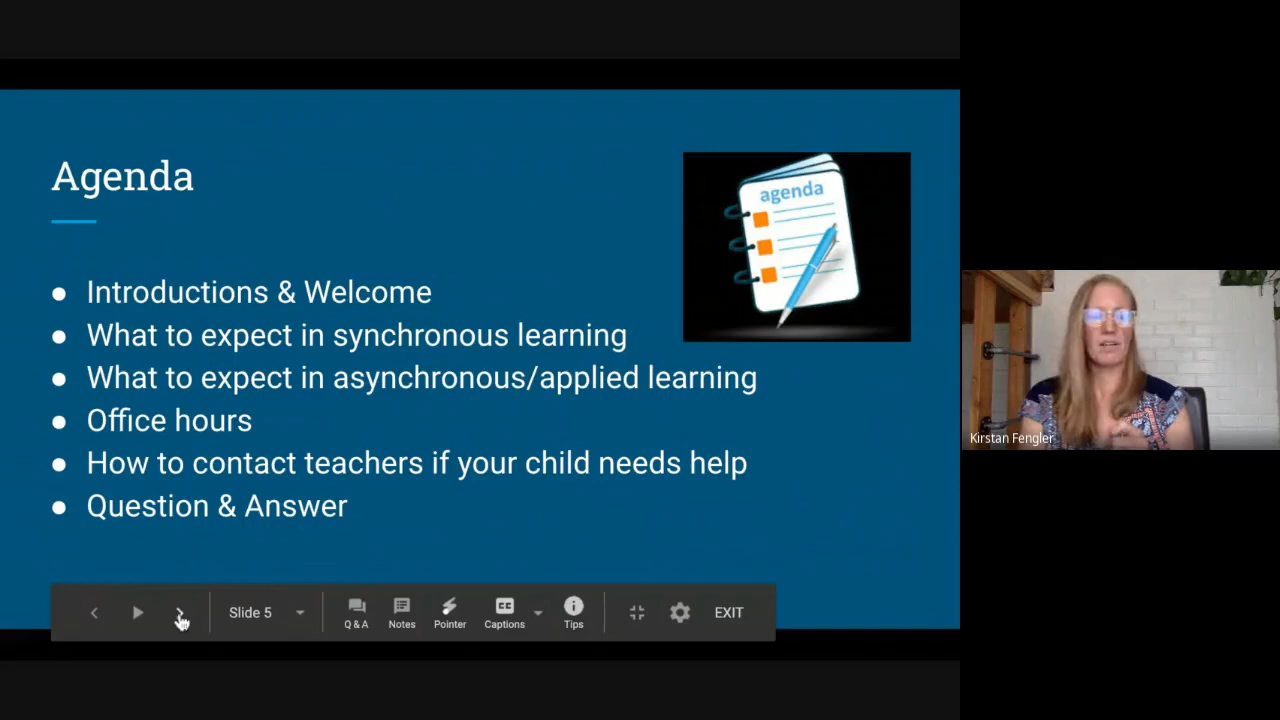 Agenda
agenda
● Introductions & Welcome
● What to expect in synchronous learning
● What to expect in asynchronous/applied learning
● Office hours
● How to contact teachers if your child needs help
● Question & Answer
Kirstan Fengler
Slide 5
Q & A
Notes
Pointer
CC
Captions
Tips
EXIT